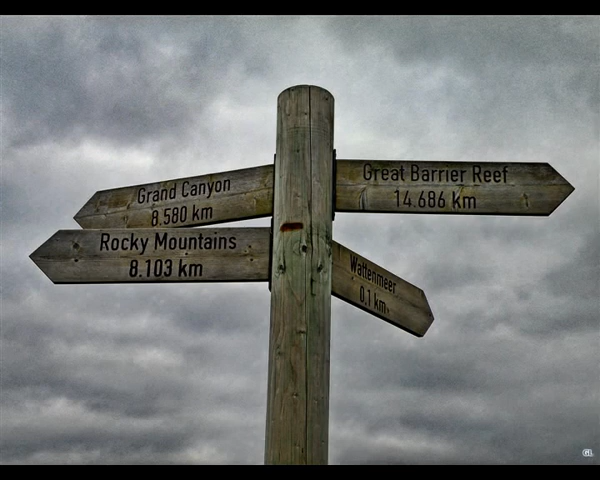 Grand Canyon
8.580 km
Great Barrier Reef
14.686 km
Rocky Mountains
8.103 km
Wattenmeer
0,1 km